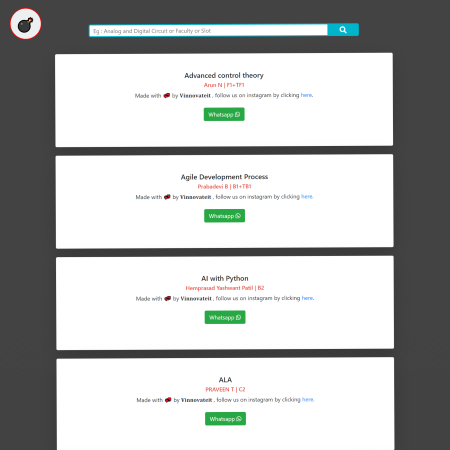 Eg : Analog and Digital Circuit or Faculty or Slot
Advanced control theory
Arun N | F1+TF1
Made with by Vinnovateit , follow us on instagram by clicking here.
Whatsapp
Agile Development Process
Prabadevi B | B1+TB1
Made with by Vinnovateit , follow us on instagram by clicking here.
Whatsapp
AI with Python
Hemprasad Yashwant Patil | B2
Made with by Vinnovateit , follow us on instagram by clicking here.
Whatsapp
ALA
PRAVEEN T | C2
Made with by Vinnovateit , follow us on instagram by clicking here.
Whatsapp